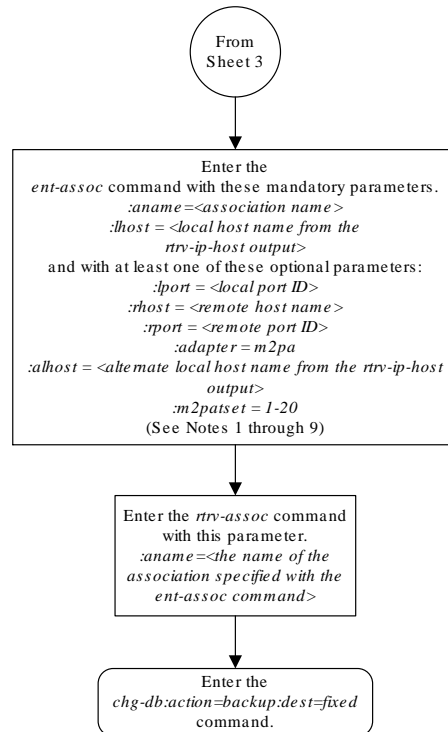 From
Sheet 3
Enter the
ent-assoc command with these mandatory parameters.
:aname=<association name>
:lhost = <local host name from the
rtrv-ip-host output>
and with at least one of these optional parameters:
:lport = <local port ID>
:rhost = <remote host name>
:rport = <remote port ID>
:adapter = m2pa
:alhost = <alternate local host name from the rtrv-ip-host
output>
:m2patset = 1-20
(See Notes 1 through 9)
Enter the rtrv-assoc command
with this parameter.
:aname=<the name of the
association specified with the
ent-assoc command>
Enter the
chg-db:action=backup:dest=fixed
command.